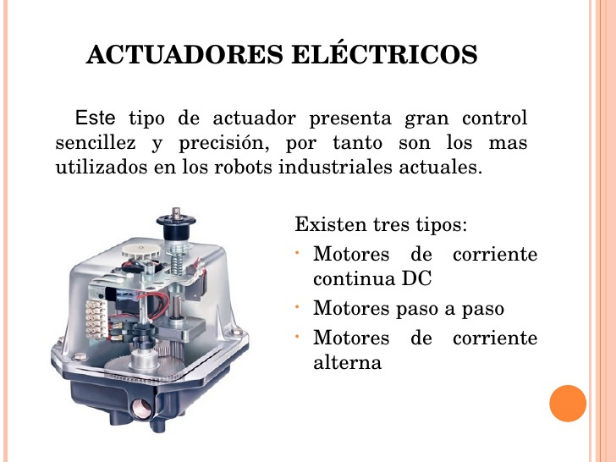 ACTUADORES ELÉCTRICOS
Este tipo de actuador presenta gran control
sencillez y precisión, por tanto son los mas
utilizados en los robots industriales actuales.
Existen tres tipos:
• Motores de corriente
continua DC
• Motores paso a paso
• Motores de corriente
alterna